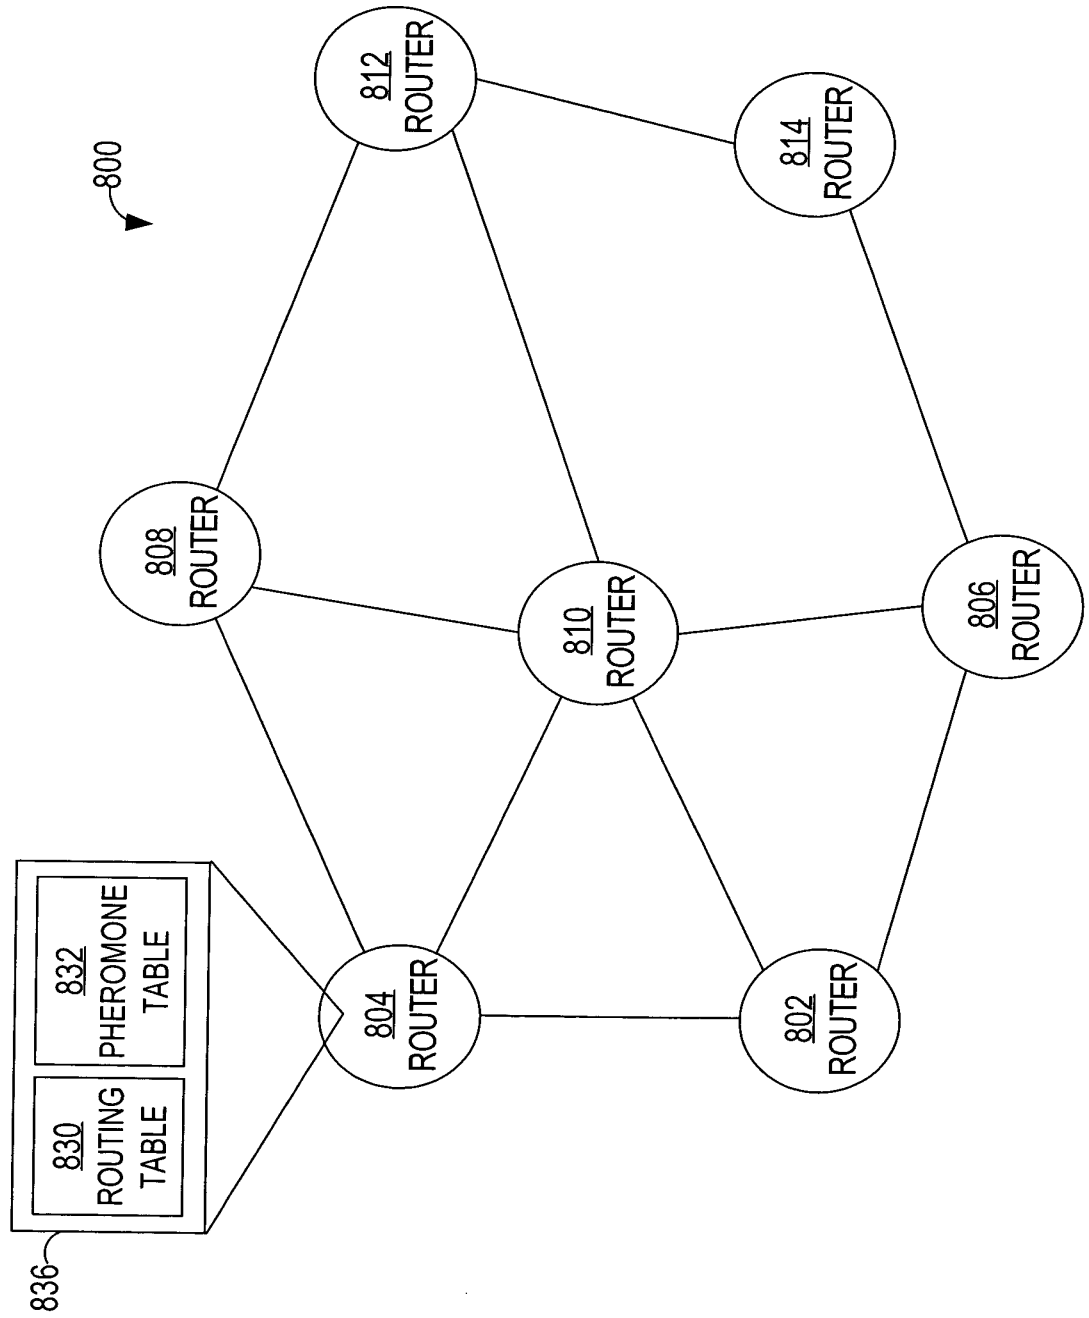 800
836
830
ROUTING
TABLE
832
PHEROMONE
TABLE
804
ROUTER
808
ROUTER
812
ROUTER
810
ROUTER
802
ROUTER
806
ROUTER
814
ROUTER